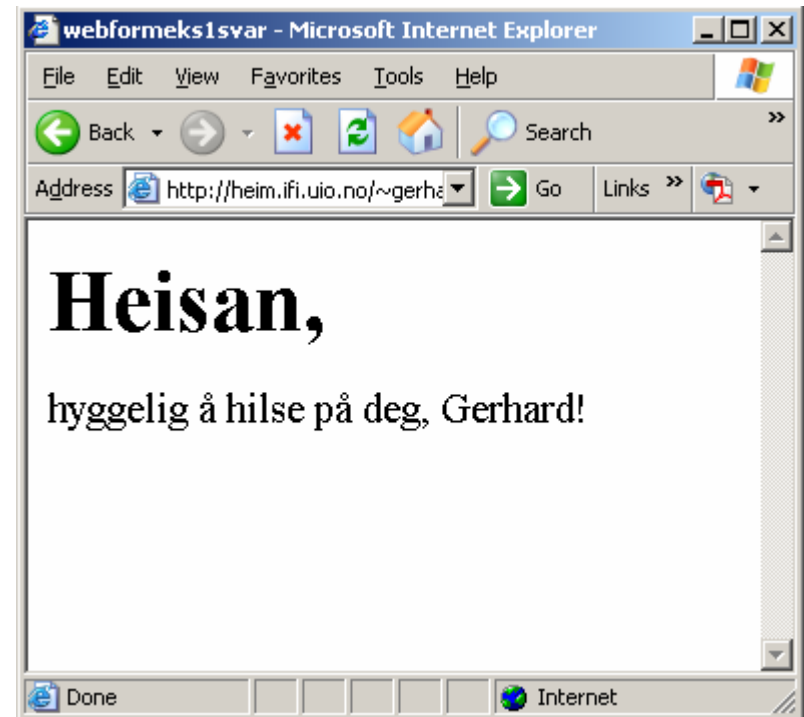 webformeks1svar - Microsoft Internet Explorer
File Edit View Favorites Tools Help
Back Search »
Address http://heim.ifi.uio.no/~gerha Go Links »
Heisan,
hyggelig å hilse på deg, Gerhard!
Done Internet